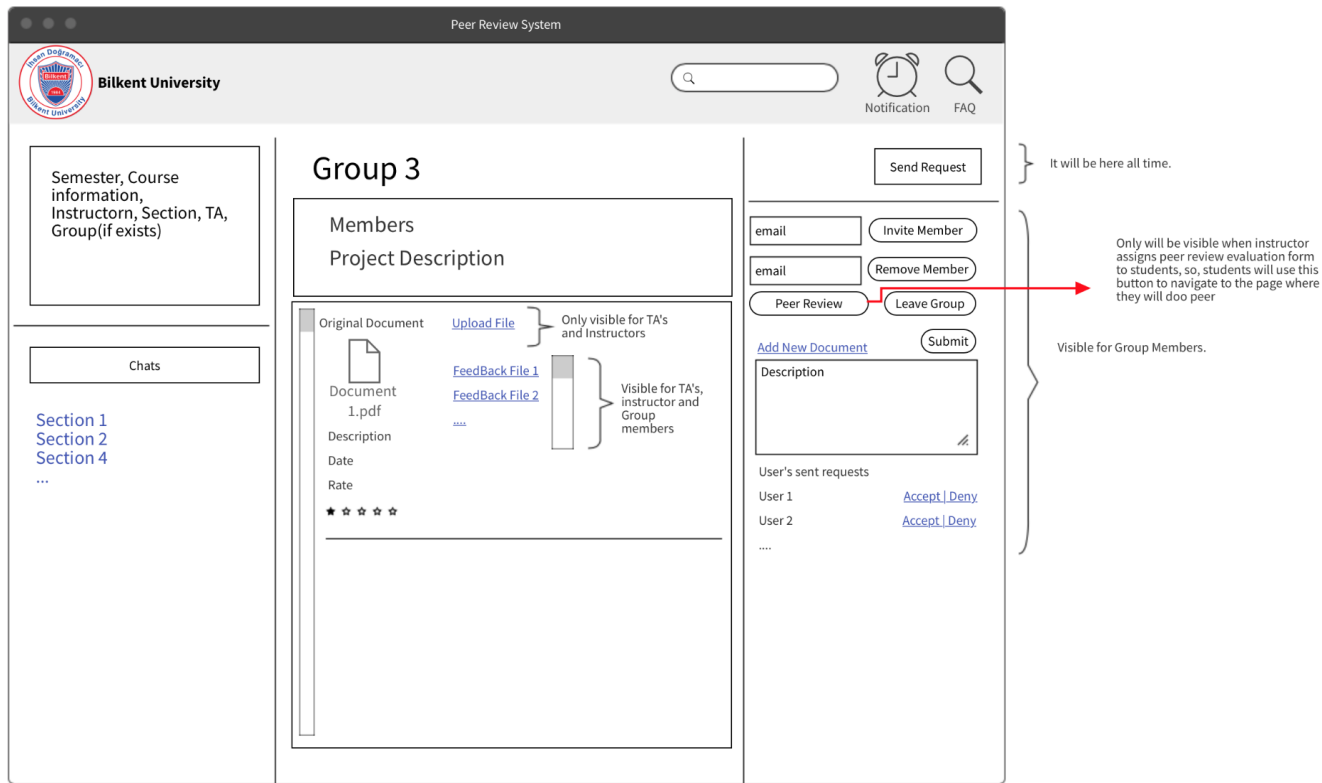 Peer Review System
İhsan Doğramacı
Bilkent
Bilkent University
Bilkent University
Notification
FAQ
Semester, Course
information,
Instructorn, Section, TA,
Group(if exists)
Chats
Section 1
Section 2
Section 4
...
Group 3
Members
Project Description
Original Document
Upload File
Only visible for TA's
and Instructors
Document
1.pdf
FeedBack File 1
FeedBack File 2
....
Visible for TA's,
instructor and
Group
members
Description
Date
Rate
Send Request
It will be here all time.
email
Invite Member
email
Remove Member
Peer Review
Leave Group
Only will be visible when instructor
assigns peer review evaluation form
to students, so, students will use this
button to navigate to the page where
they will doo peer
Add New Document
Submit
Visible for Group Members.
Description
User's sent requests
User 1
Accept | Deny
User 2
Accept | Deny
....